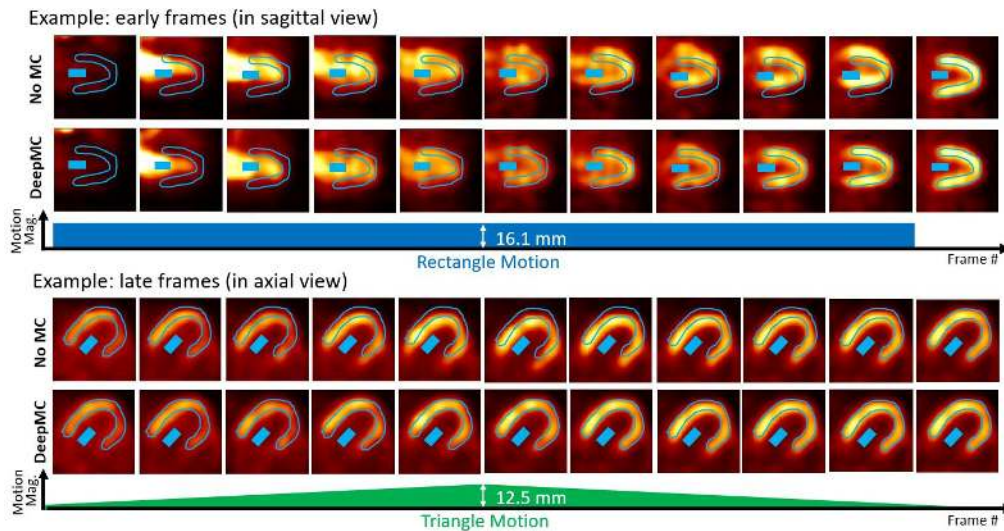 Example: early frames (in sagittal view)
No MC
DeepMC
Motion
Mag.
16.1 mm
Rectangle Motion
Frame #
Example: late frames (in axial view)
No MC
DeepMC
Motion
Mag.
12.5 mm
Triangle Motion
Frame #